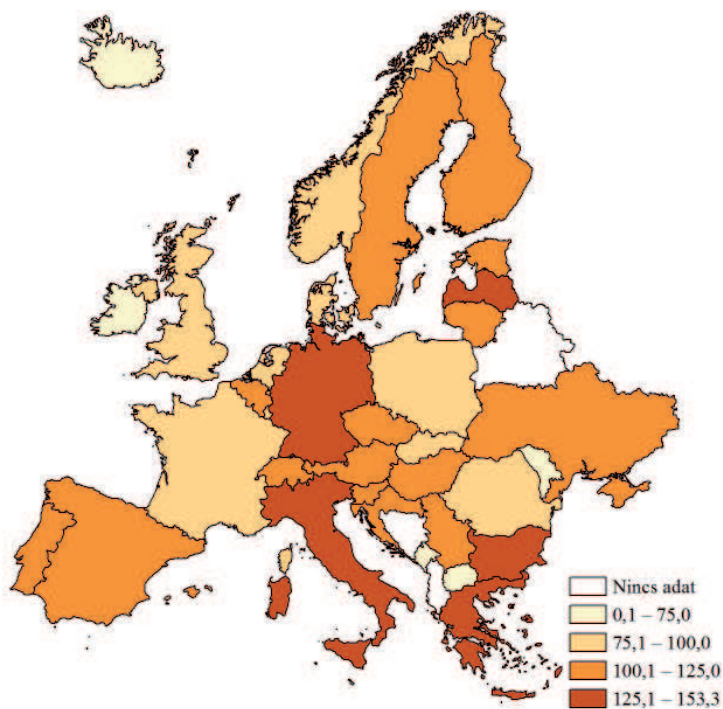 Nincs adat
0,1 – 75,0
75,1 – 100,0
100,1 – 125,0
125,1 – 153,3